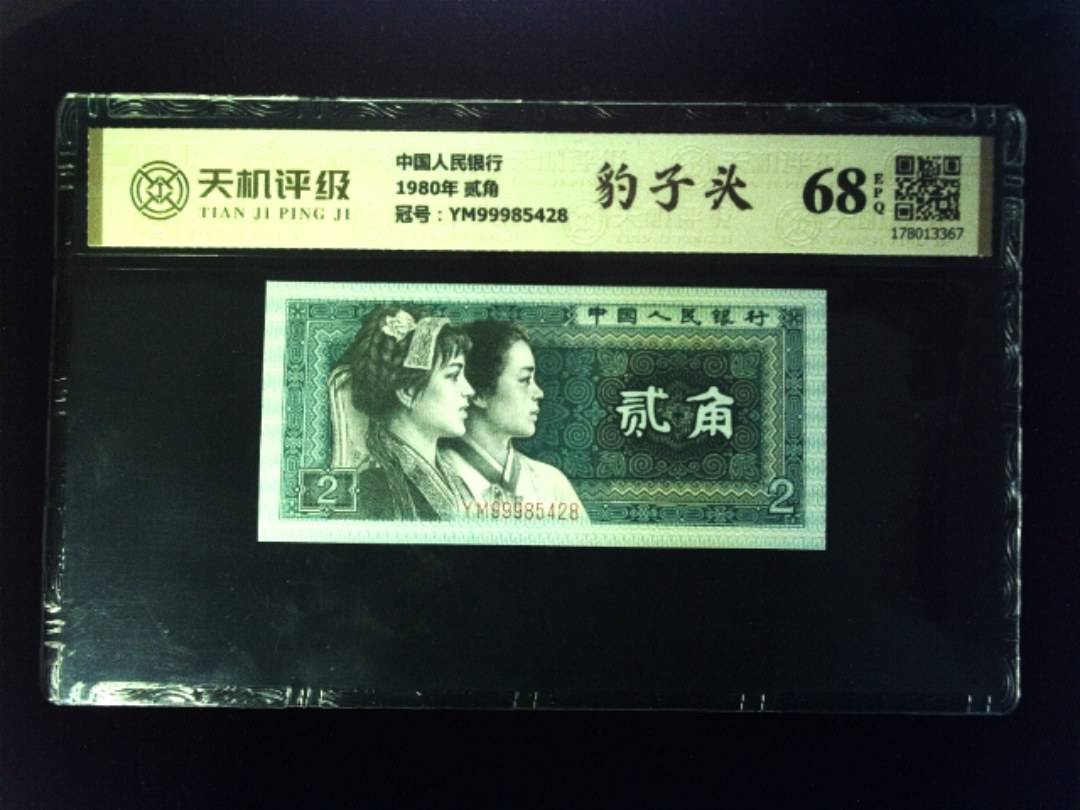 天机评级
TIAN JI PING JI
中国人民银行
1980年 贰角
冠号：YM99985428
豹子头
68
EPQ
178013367
中国人民银行
贰角
2
2
YM99985428